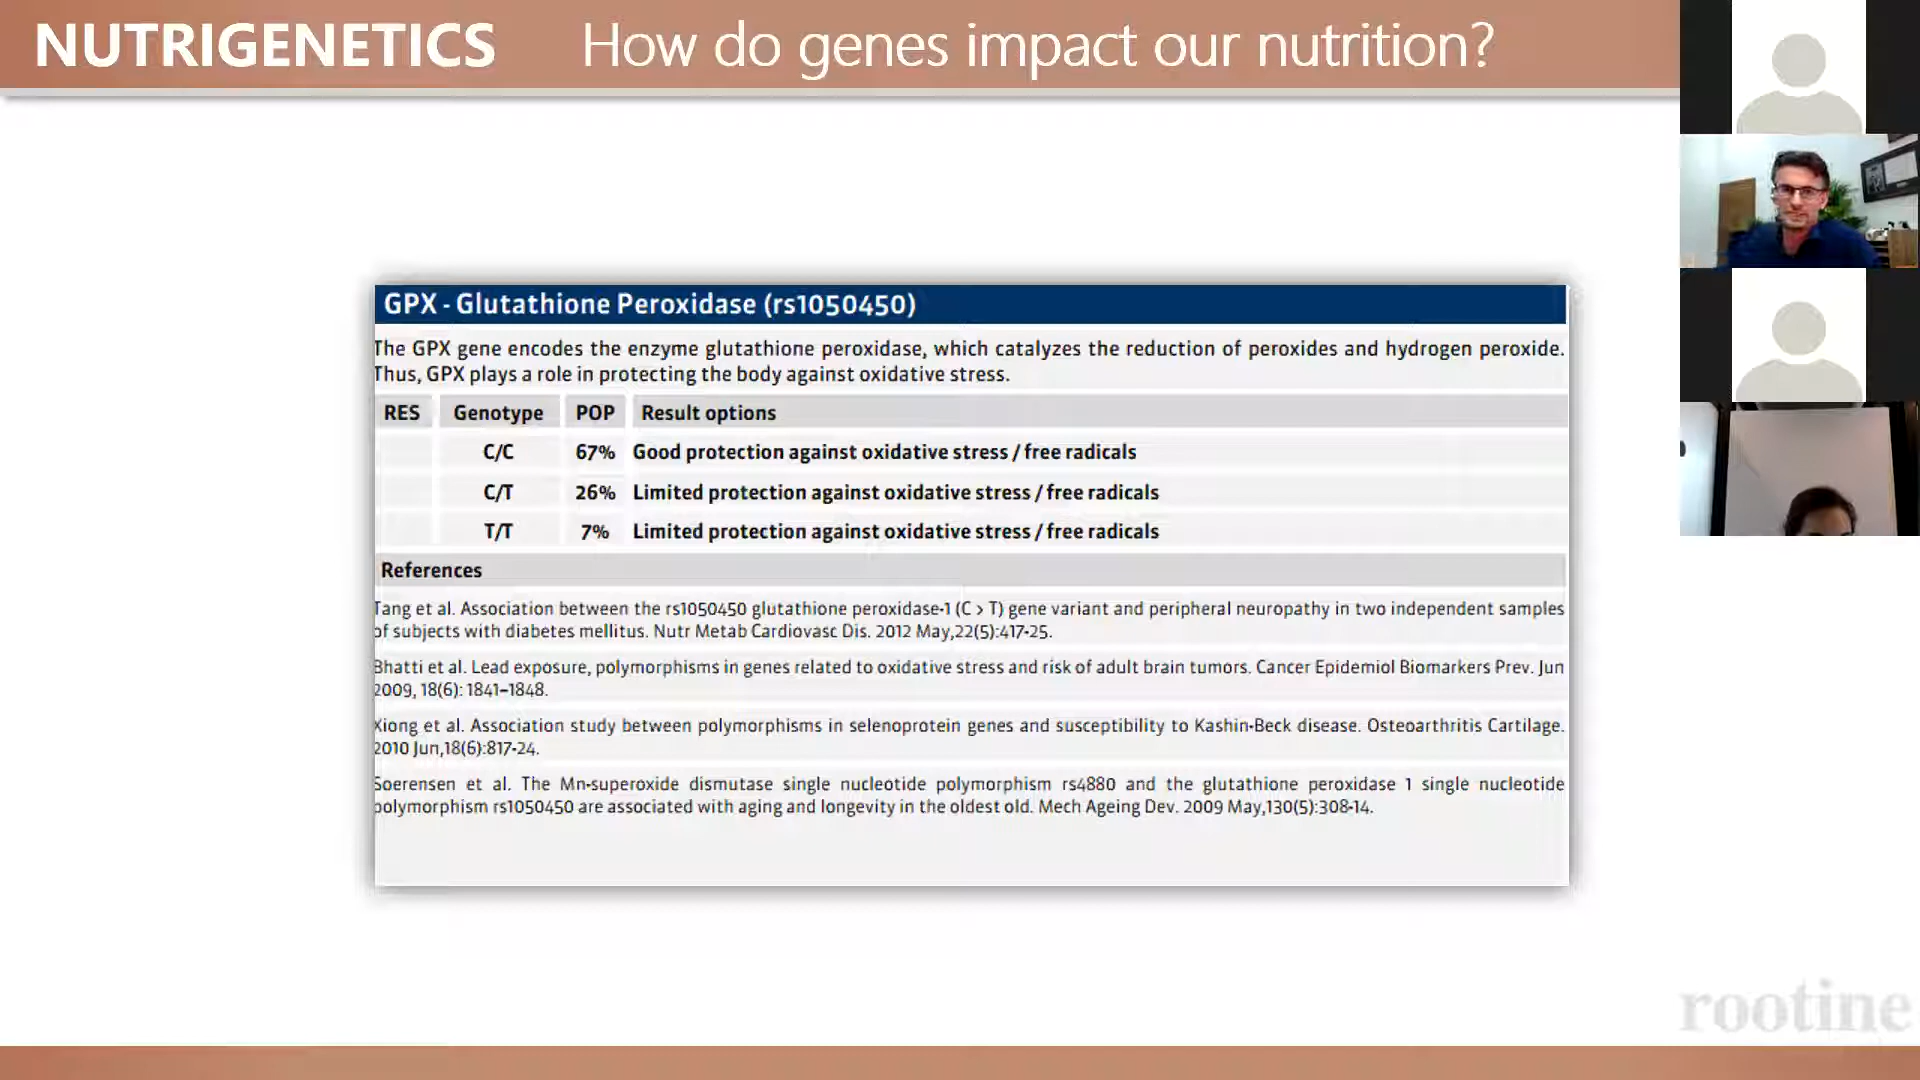 NUTRIGENETICS How do genes impact our nutrition?
GPX - Glutathione Peroxidase (rs1050450)
The GPX gene encodes the enzyme glutathione peroxidase, which catalyzes the reduction of peroxides and hydrogen peroxide.
Thus, GPX plays a role in protecting the body against oxidative stress.
RES Genotype POP Result options
C/C 67% Good protection against oxidative stress / free radicals
C/T 26% Limited protection against oxidative stress / free radicals
T/T 7% Limited protection against oxidative stress / free radicals
References
Tang et al. Association between the rs1050450 glutathione peroxidase-1 (C > T) gene variant and peripheral neuropathy in two independent samples
of subjects with diabetes mellitus. Nutr Metab Cardiovasc Dis. 2012 May,22(5):417-25.
Bhatti et al. Lead exposure, polymorphisms in genes related to oxidative stress and risk of adult brain tumors. Cancer Epidemiol Biomarkers Prev. Jun
2009, 18(6): 1841–1848.
Xiong et al. Association study between polymorphisms in selenoprotein genes and susceptibility to Kashin-Beck disease. Osteoarthritis Cartilage.
2010 Jun,18(6):817-24.
Soerensen et al. The Mn-superoxide dismutase single nucleotide polymorphism rs4880 and the glutathione peroxidase 1 single nucleotide
polymorphism rs1050450 are associated with aging and longevity in the oldest old. Mech Ageing Dev. 2009 May,130(5):308-14.
rootine